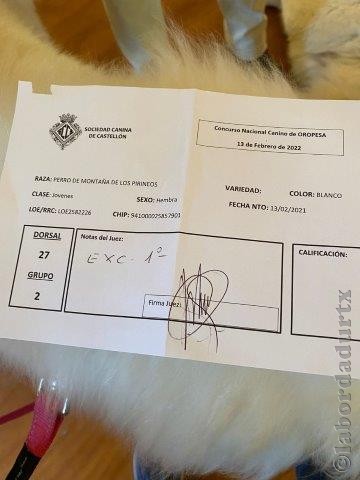 SOCIEDAD CANINA
DE CASTELLÓN
Concurso Nacional Canino de OROPESA
13 de Febrero de 2022
RAZA: PERRO DE MONTAÑA DE LOS PIRINEOS
CLASE: Jovenes SEXO: Hembra VARIEDAD: COLOR: BLANCO
LOE/RRC: LOE2582226 CHIP: 941000025857901 FECHA NTO: 13/02/2021
DORSAL
27
GRUPO
2
Notas del Juez:
EXC. 1º
Firma Juez:
CALIFICACIÓN:
©labordadurtx